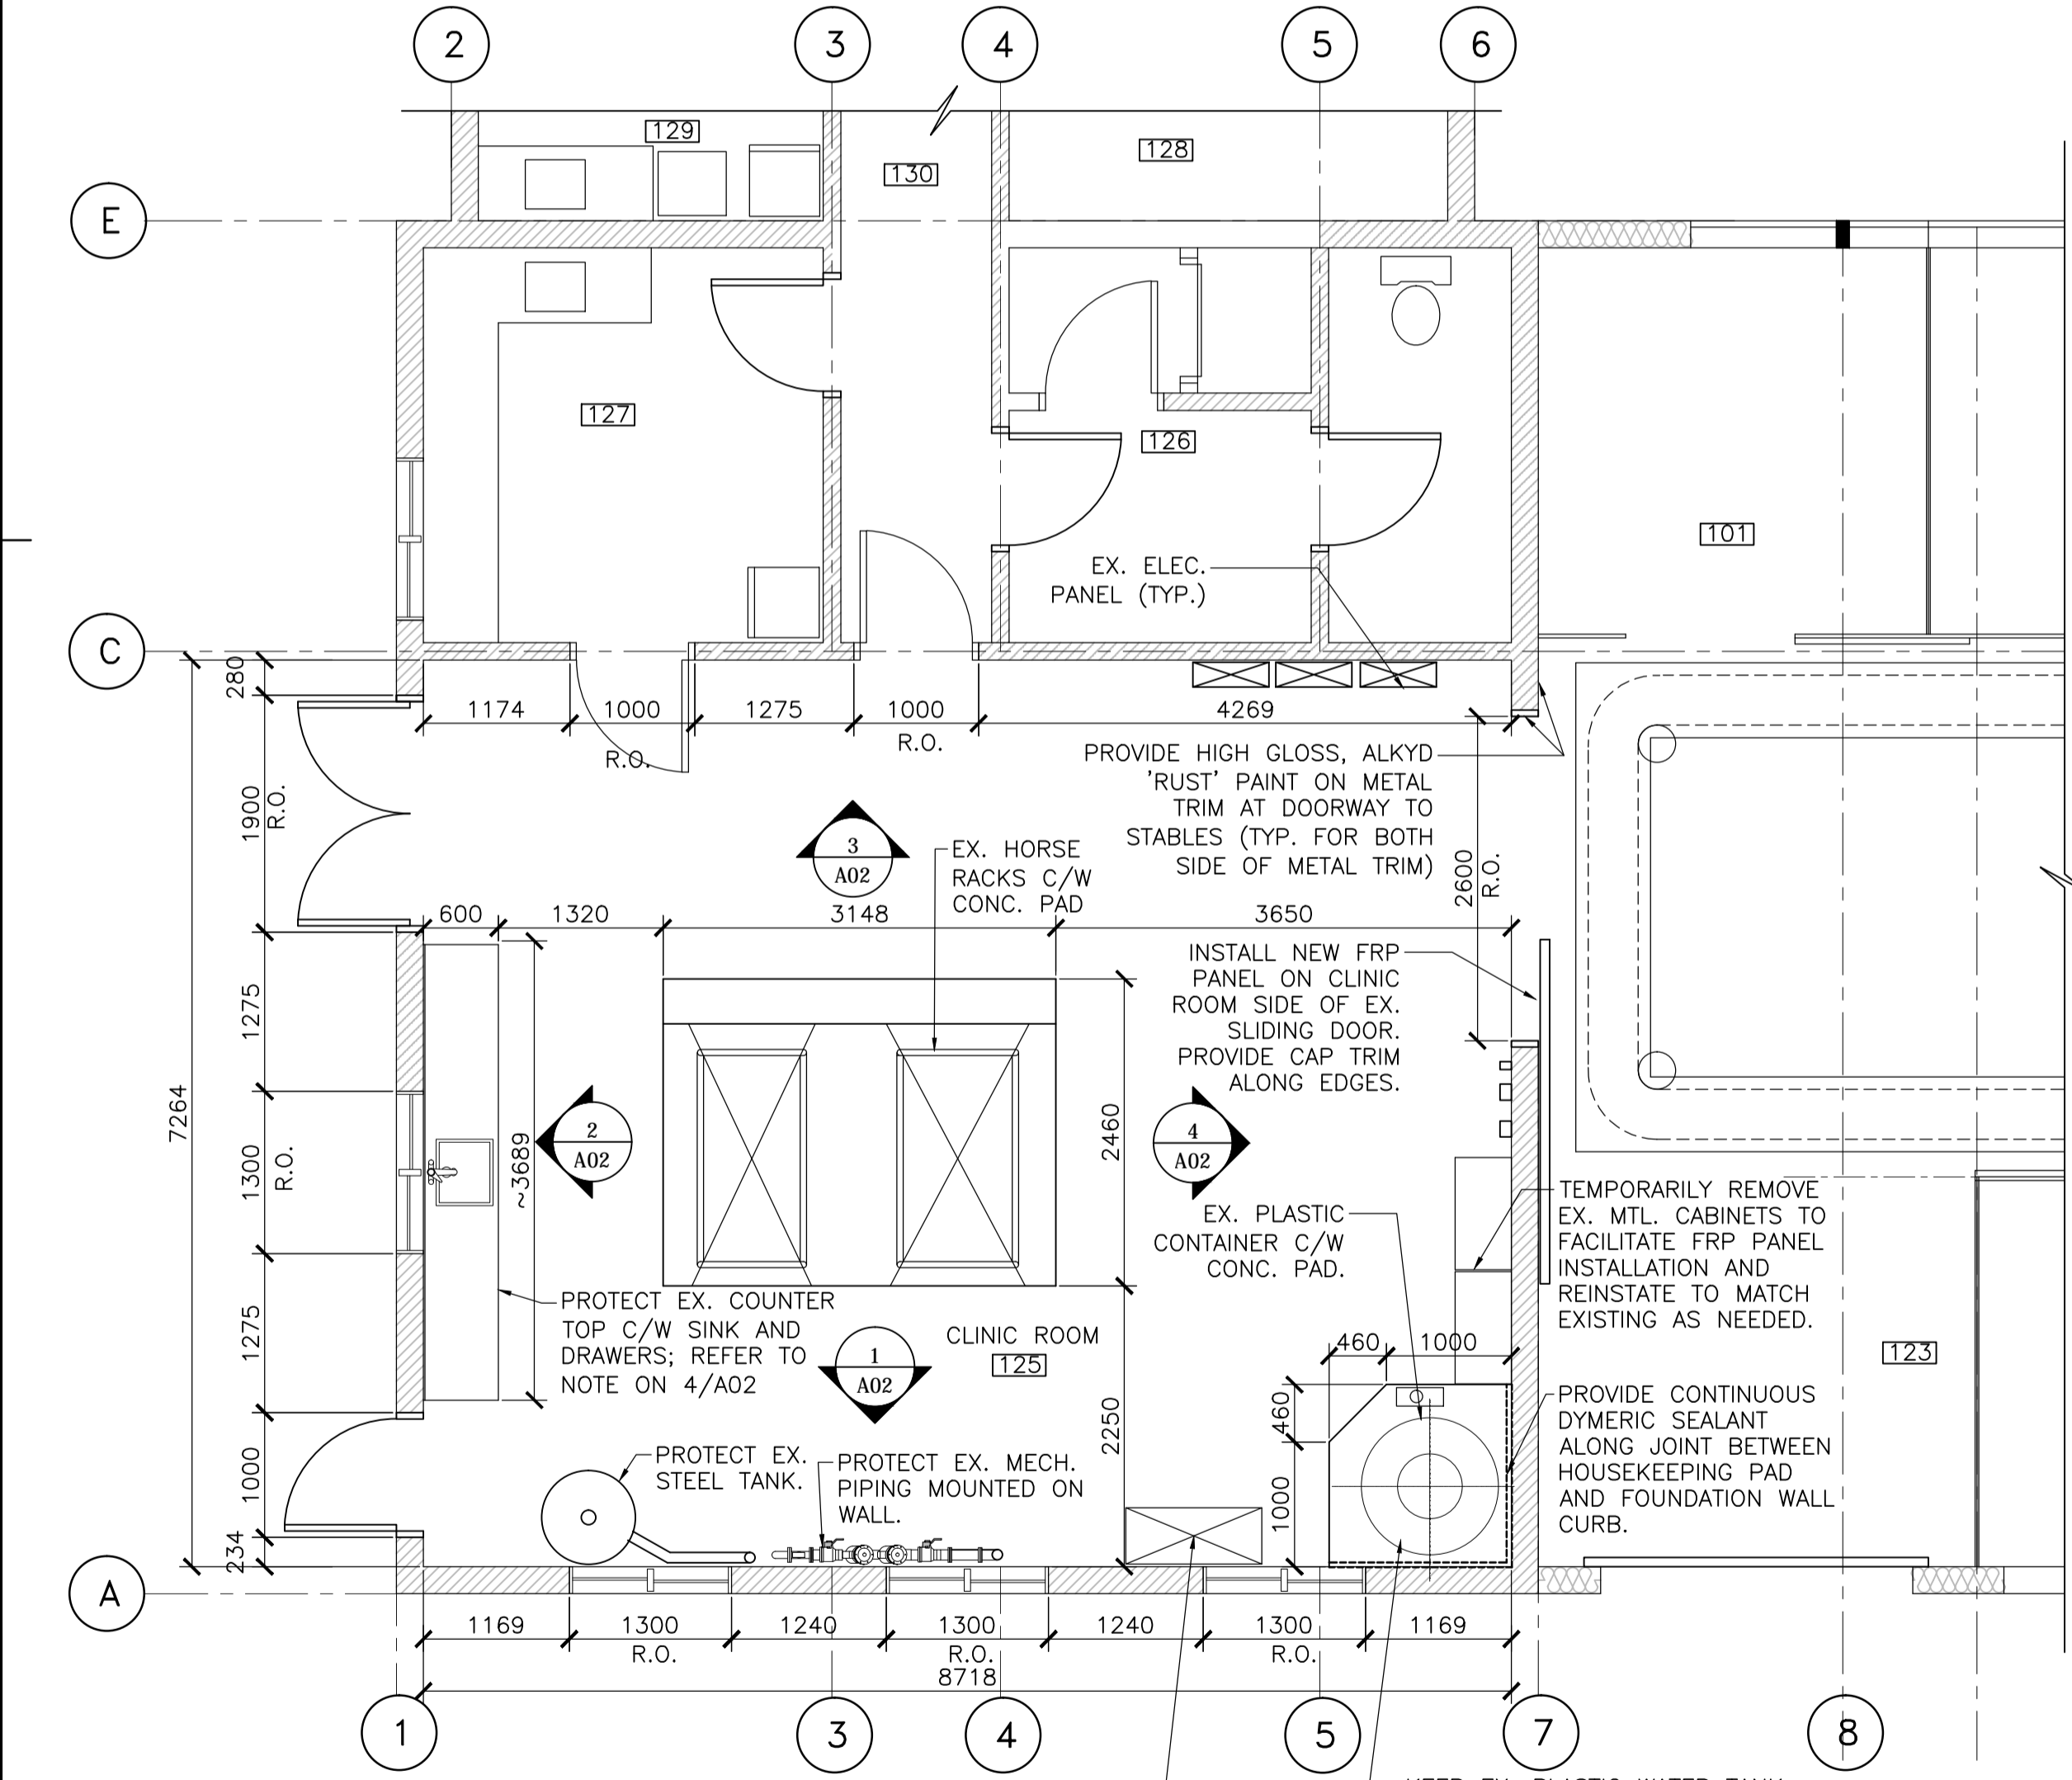 2
3
4
5
6
129
130
128
E
127
126
101
EX. ELEC.
PANEL (TYP.)
C
280
1174
1000
R.O.
1275
1000
R.O.
4269
PROVIDE HIGH GLOSS, ALKYD
'RUST' PAINT ON METAL
TRIM AT DOORWAY TO
STABLES (TYP. FOR BOTH
SIDE OF METAL TRIM)
1900
R.O.
3
A02
EX. HORSE
RACKS C/W
CONC. PAD
2600
R.O.
600
1320
3148
3650
INSTALL NEW FRP
PANEL ON CLINIC
ROOM SIDE OF EX.
SLIDING DOOR.
PROVIDE CAP TRIM
ALONG EDGES.
1275
7264
1300
R.O.
~3689
2
A02
2460
4
A02
EX. PLASTIC
CONTAINER C/W
CONC. PAD.
TEMPORARILY REMOVE
EX. MTL. CABINETS TO
FACILITATE FRP PANEL
INSTALLATION AND
REINSTATE TO MATCH
EXISTING AS NEEDED.
1275
PROTECT EX. COUNTER
TOP C/W SINK AND
DRAWERS; REFER TO
NOTE ON 4/A02
1
A02
CLINIC ROOM
125
460
1000
123
PROVIDE CONTINUOUS
DYMERIC SEALANT
ALONG JOINT BETWEEN
HOUSEKEEPING PAD
AND FOUNDATION WALL
CURB.
460
1000
2250
1000
234
PROTECT EX.
STEEL TANK.
PROTECT EX. MECH.
PIPING MOUNTED ON
WALL.
A
1169
1300
R.O.
1240
1300
R.O.
1240
1300
R.O.
1169
8718
1
3
4
5
7
8